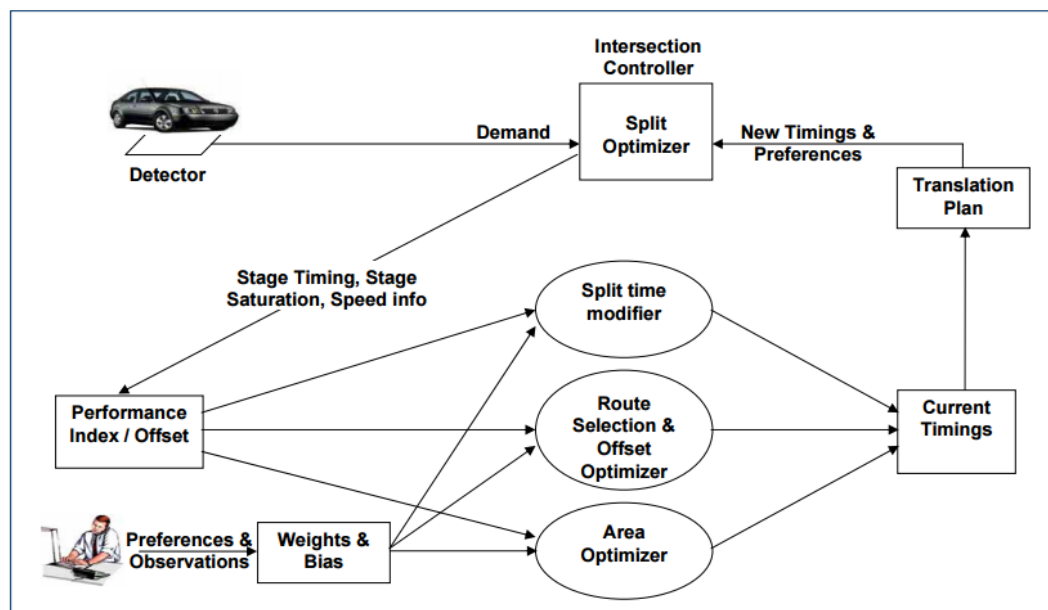 Intersection
Controller
Split
Optimizer
Demand
Detector
New Timings &
Preferences
Translation
Plan
Stage Timing, Stage
Saturation, Speed info
Split time
modifier
Performance
Index / Offset
Route
Selection &
Offset
Optimizer
Current
Timings
Preferences &
Observations
Weights &
Bias
Area
Optimizer